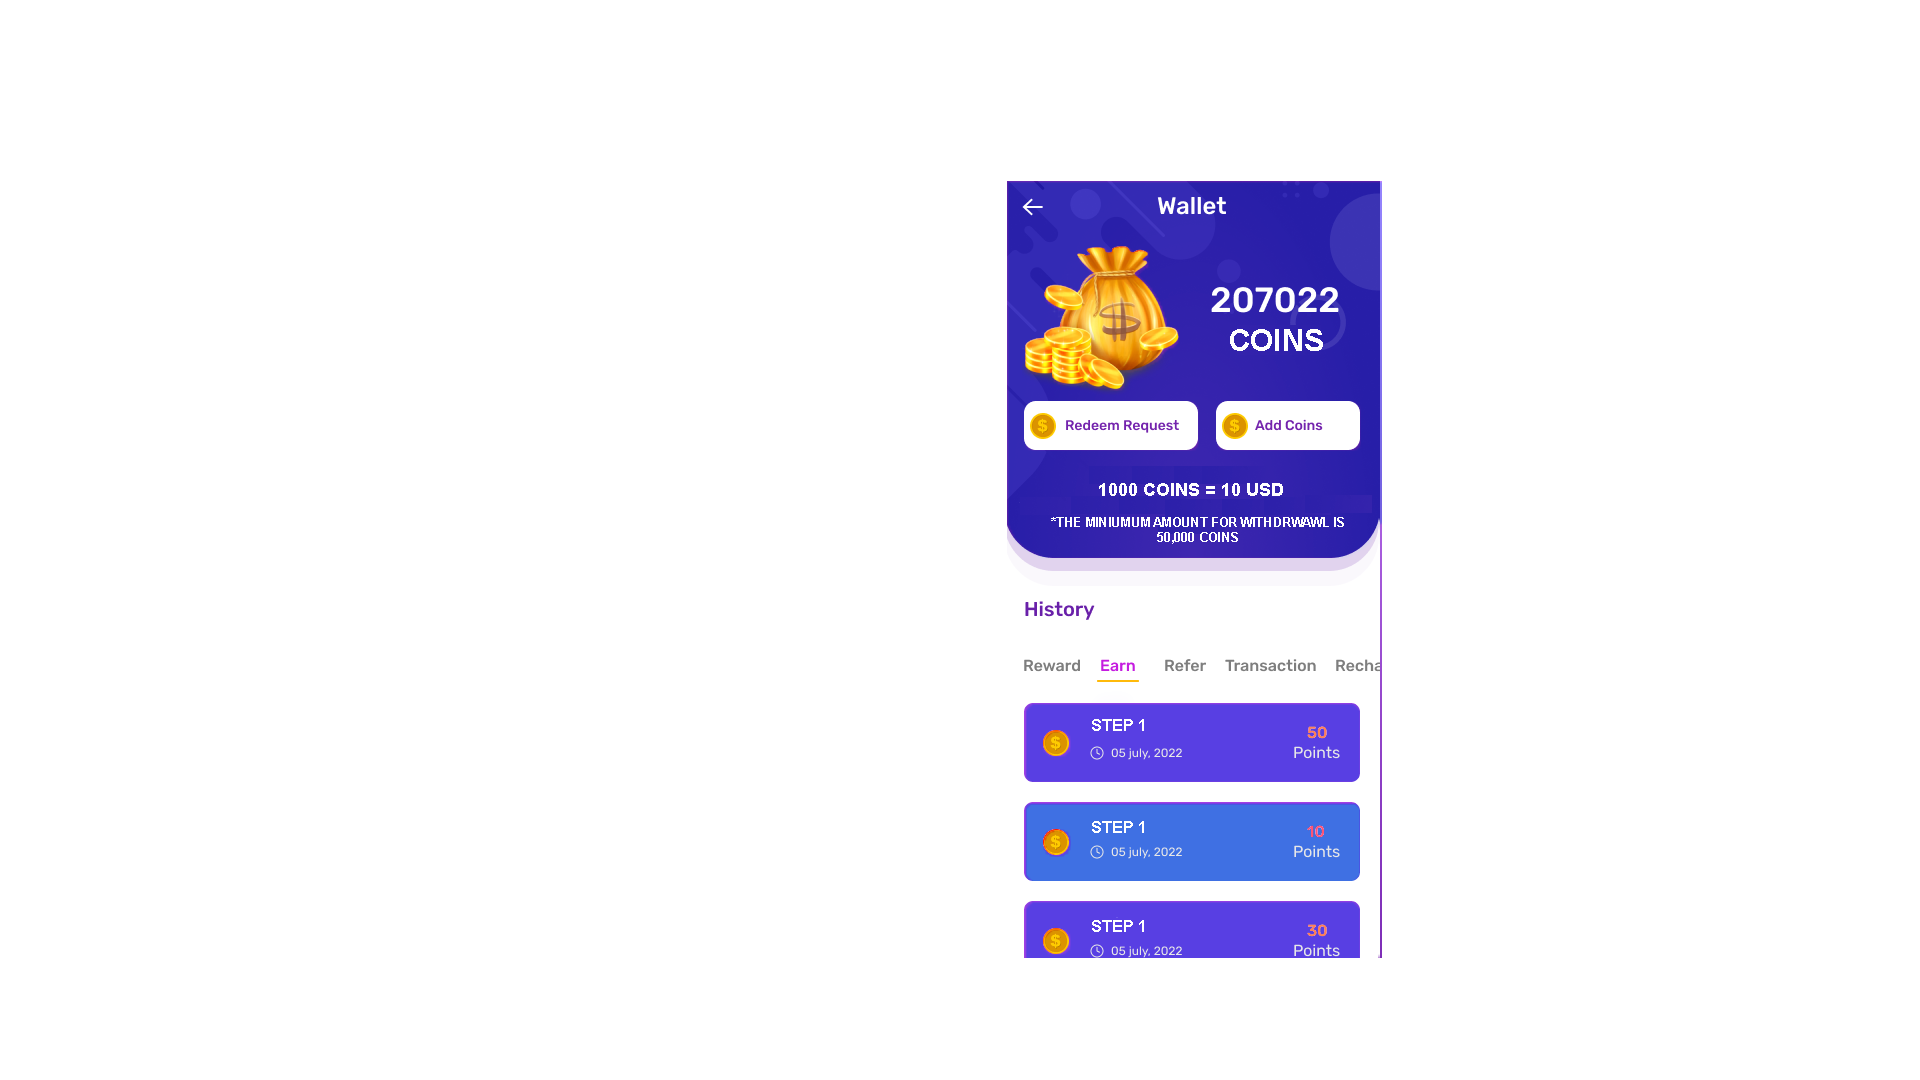 Wallet
207022
COINS
Redeem Request
Add Coins
1000 COINS = 10 USD
*THE MINIUMUM AMOUNT FOR WITHDRWAWL IS
50,000 COINS
History
Reward Earn Refer Transaction Recha
STEP 1
05 july, 2022
50
Points
STEP 1
05 july, 2022
10
Points
STEP 1
05 july, 2022
30
Points